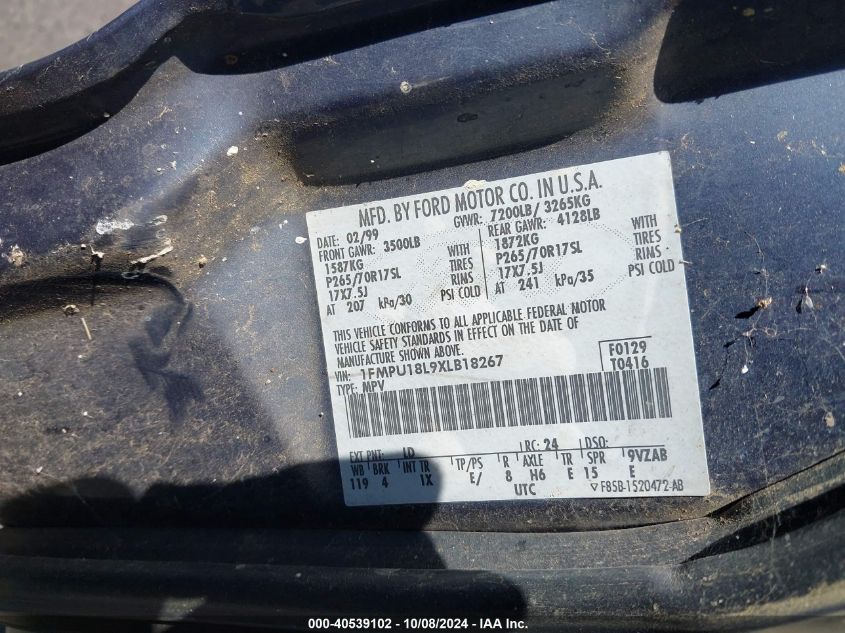 MFD. BY FORD MOTOR CO. IN U.S.A.
DATE: 02/99 GVWR: 7200LB/ 3265KG
FRONT GAWR: 3500LB REAR GAWR: 4128LB
1587KG WITH 1872KG WITH
P265/70R17SL TIRES P265/70R17SL TIRES
17X7.5J RIMS 17X7.5J RIMS
AT 207 kPa/30 PSI COLD AT 241 kPa/35 PSI COLD
THIS VEHICLE CONFORMS TO ALL APPLICABLE FEDERAL MOTOR
VEHICLE SAFETY STANDARDS IN EFFECT ON THE DATE OF
MANUFACTURE SHOWN ABOVE.
VIN: 1FMPU18L9XLB18267 F0129
TYPE: MPV T0416
EXT PNT: LD RC: 24 DSO:
WB BRK INT TR TP/PS R AXLE TR SPR 9VZAB
119 4 IX E/ 8 H6 E 15 E
UTC ▽ F85B-1520472-AB
000-40539102 - 10/08/2024 - IAA Inc.